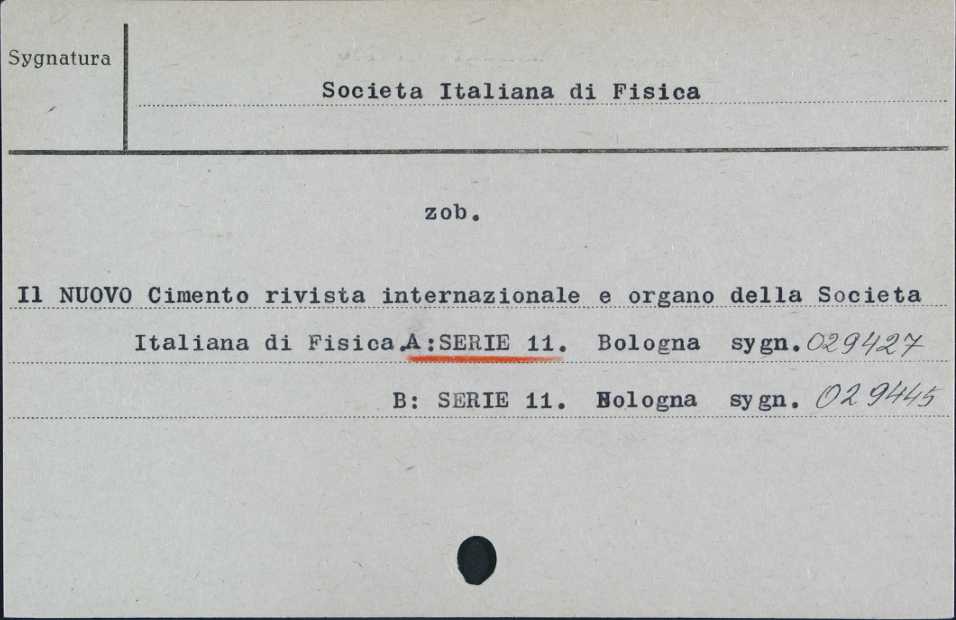 Sygnatura
Societa Italiana di Fisica
zob.
Il NUOVO Cimento rivista internazionale e organo della Societa
Italiana di Fisica.A:SERIE 11. Bologna sygn. 029427
B: SERIE 11. Bologna sygn. 029445